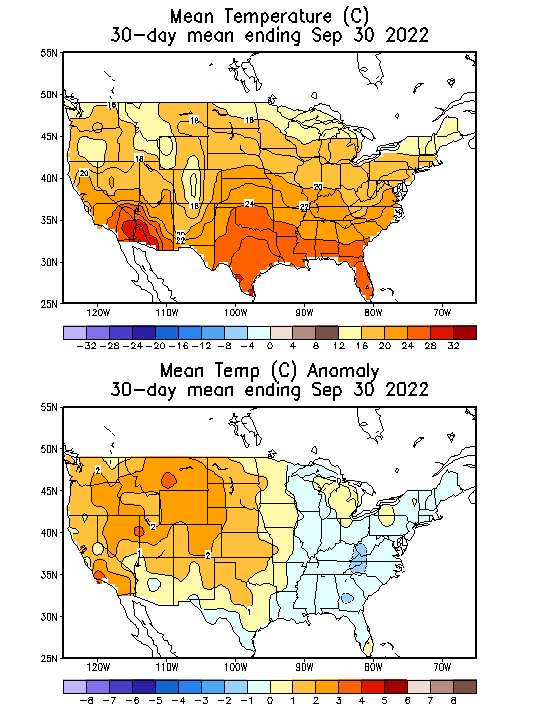 Mean Temperature (C)
30-day mean ending Sep 30 2022
55N
50N
16
18
18
45N
18
40N
20
20
18
24
22
35N
22
30N
25N
120W 110W 100W 90W 80W 70W
-32 -28 -24 -20 -16 -12 -8 -4 0 4 8 12 16 20 24 28 32
Mean Temp (C) Anomaly
30-day mean ending Sep 30 2022
55N
50N
2
45N
2
40N
1
2
35N
1
30N
25N
120W 110W 100W 90W 80W 70W
-8 -7 -6 -5 -4 -3 -2 -1 0 1 2 3 4 5 6 7 8